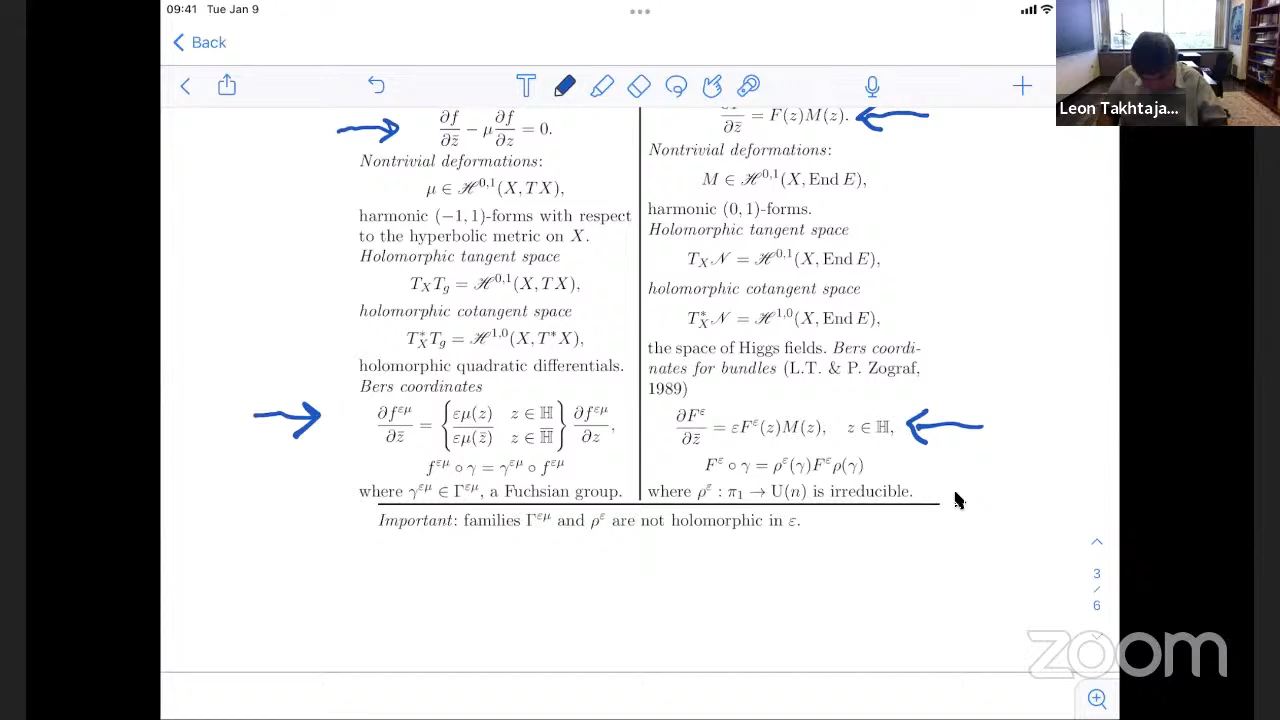 09:41 Tue Jan 9
Back
Leon Takhtaja...
∂f/∂z̄ − μ ∂f/∂z = 0.
Nontrivial deformations:
μ ∈ ℋ^{0,1}(X, TX),
harmonic (−1, 1)-forms with respect
to the hyperbolic metric on X.
Holomorphic tangent space
T_X T_g = ℋ^{0,1}(X, TX),
holomorphic cotangent space
T*_X T_g = ℋ^{1,0}(X, T*X),
holomorphic quadratic differentials.
Bers coordinates
∂f^{εμ}/∂z̄ = { εμ(z) z ∈ ℍ / \overline{εμ(z̄)} z ∈ \overline{ℍ} } ∂f^{εμ}/∂z,
f^{εμ} ∘ γ = γ^{εμ} ∘ f^{εμ}
where γ^{εμ} ∈ Γ^{εμ}, a Fuchsian group.
∂z̄ = F(z)M(z).
Nontrivial deformations:
M ∈ ℋ^{0,1}(X, End E),
harmonic (0, 1)-forms.
Holomorphic tangent space
T_X 𝒩 = ℋ^{0,1}(X, End E),
holomorphic cotangent space
T*_X 𝒩 = ℋ^{1,0}(X, End E),
the space of Higgs fields. Bers coordi-
nates for bundles (L.T. & P. Zograf,
1989)
∂F^ε/∂z̄ = εF^ε(z)M(z), z ∈ ℍ,
F^ε ∘ γ = ρ^ε(γ)F^ερ(γ)
where ρ^ε : π₁ → U(n) is irreducible.
Important: families Γ^{εμ} and ρ^ε are not holomorphic in ε.
3
/
6
zoom